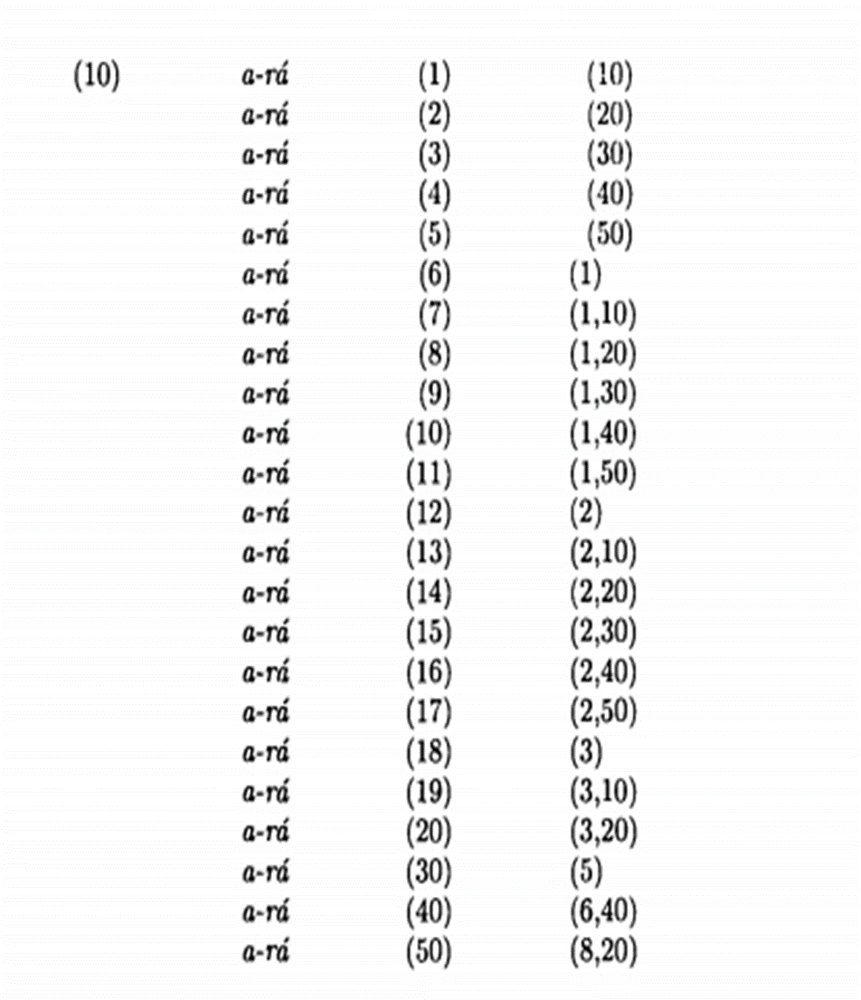 (10) a-rá (1) (10)
a-rá (2) (20)
a-rá (3) (30)
a-rá (4) (40)
a-rá (5) (50)
a-rá (6) (1)
a-rá (7) (1,10)
a-rá (8) (1,20)
a-rá (9) (1,30)
a-rá (10) (1,40)
a-rá (11) (1,50)
a-rá (12) (2)
a-rá (13) (2,10)
a-rá (14) (2,20)
a-rá (15) (2,30)
a-rá (16) (2,40)
a-rá (17) (2,50)
a-rá (18) (3)
a-rá (19) (3,10)
a-rá (20) (3,20)
a-rá (30) (5)
a-rá (40) (6,40)
a-rá (50) (8,20)